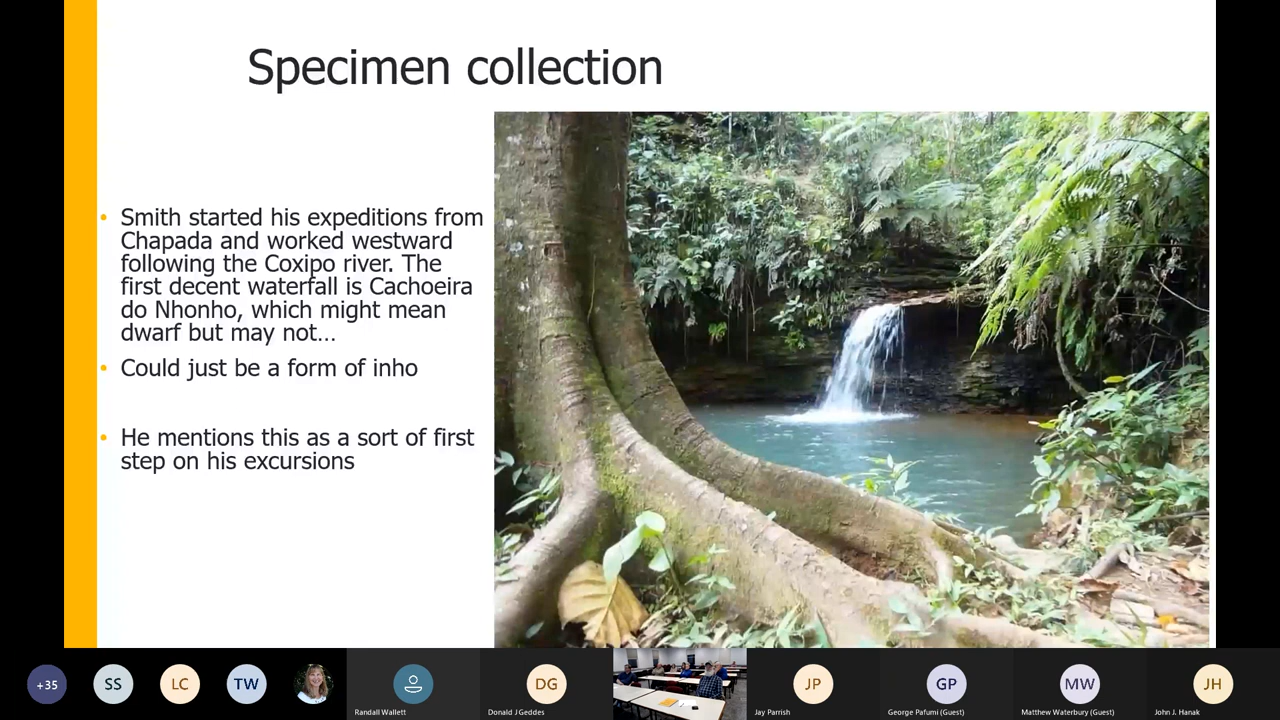 Specimen collection
• Smith started his expeditions from
Chapada and worked westward
following the Coxipo river. The
first decent waterfall is Cachoeira
do Nhonho, which might mean
dwarf but may not…
• Could just be a form of inho
• He mentions this as a sort of first
step on his excursions
+35
SS
LC
TW
Randall Wallett
DG
Donald J Geddes
JP
Jay Parrish
GP
George Pafumi (Guest)
MW
Matthew Waterbury (Guest)
JH
John J. Hanak